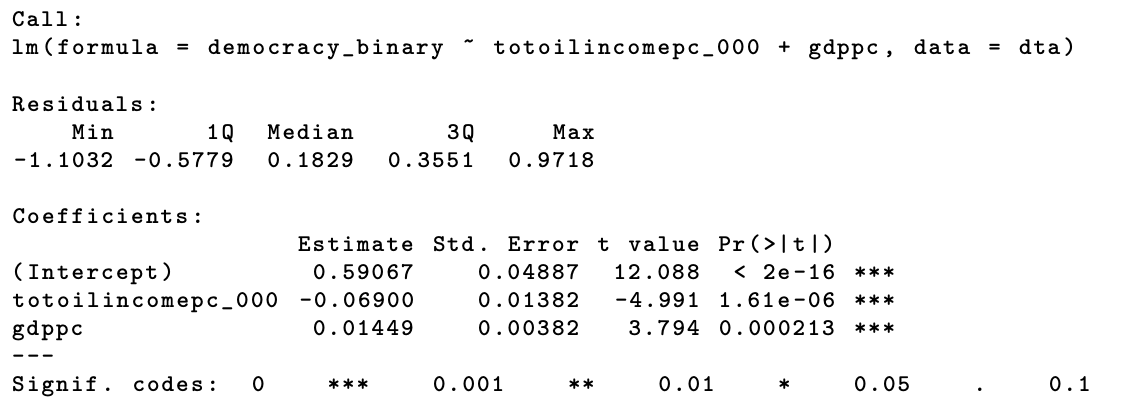 Call:
lm(formula = democracy_binary ~ totoilincomepc_000 + gdppc, data = dta)
Residuals:
Min 1Q Median 3Q Max
-1.1032 -0.5779 0.1829 0.3551 0.9718
Coefficients:
Estimate Std. Error t value Pr(>|t|)
(Intercept) 0.59067 0.04887 12.088 < 2e-16 ***
totoilincomepc_000 -0.06900 0.01382 -4.991 1.61e-06 ***
gdppc 0.01449 0.00382 3.794 0.000213 ***
---
Signif. codes: 0 *** 0.001 ** 0.01 * 0.05 . 0.1